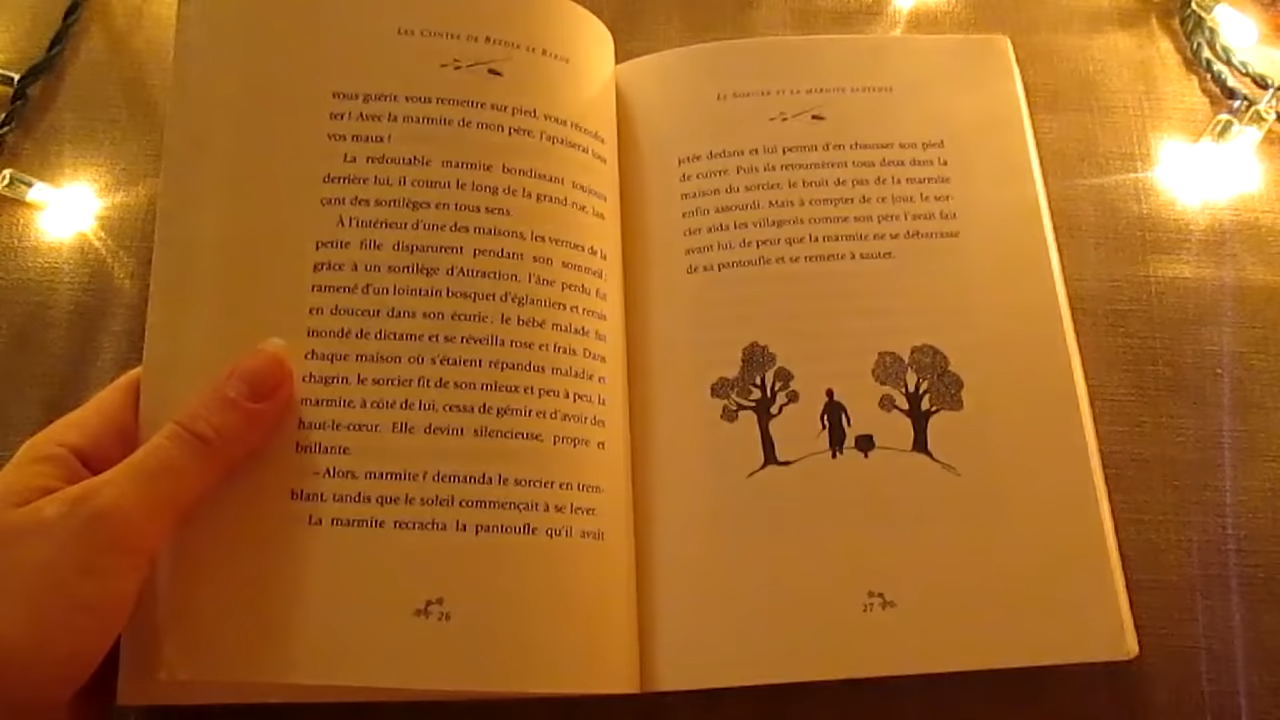 LES CONTES DE BEEDLE LE BARDE
vous guérir, vous remettre sur pied, vous réconfor-
ter ! Avec la marmite de mon père, j'apaiserai tous
vos maux !
La redoutable marmite bondissant toujours
derrière lui, il courut le long de la grand-rue, lan-
çant des sortilèges en tous sens.
À l'intérieur d'une des maisons, les verrues de la
petite fille disparurent pendant son sommeil ;
grâce à un sortilège d'Attraction, l'âne perdu fut
ramené d'un lointain bosquet d'églantiers et remis
en douceur dans son écurie ; le bébé malade fut
inondé de dictame et se réveilla rose et frais. Dans
chaque maison où s'étaient répandus maladie et
chagrin, le sorcier fit de son mieux et peu à peu, la
marmite, à côté de lui, cessa de gémir et d'avoir des
haut-le-cœur. Elle devint silencieuse, propre et
brillante.
– Alors, marmite ? demanda le sorcier en trem-
blant, tandis que le soleil commençait à se lever.
La marmite recracha la pantoufle qu'il avait
26
LE SORCIER ET LA MARMITE SAUTEUSE
jetée dedans et lui permit d'en chausser son pied
de cuivre. Puis ils retournèrent tous deux dans la
maison du sorcier, le bruit de pas de la marmite
enfin assourdi. Mais à compter de ce jour, le sor-
cier aida les villageois comme son père l'avait fait
avant lui, de peur que la marmite ne se débarrasse
de sa pantoufle et se remette à sauter.
27